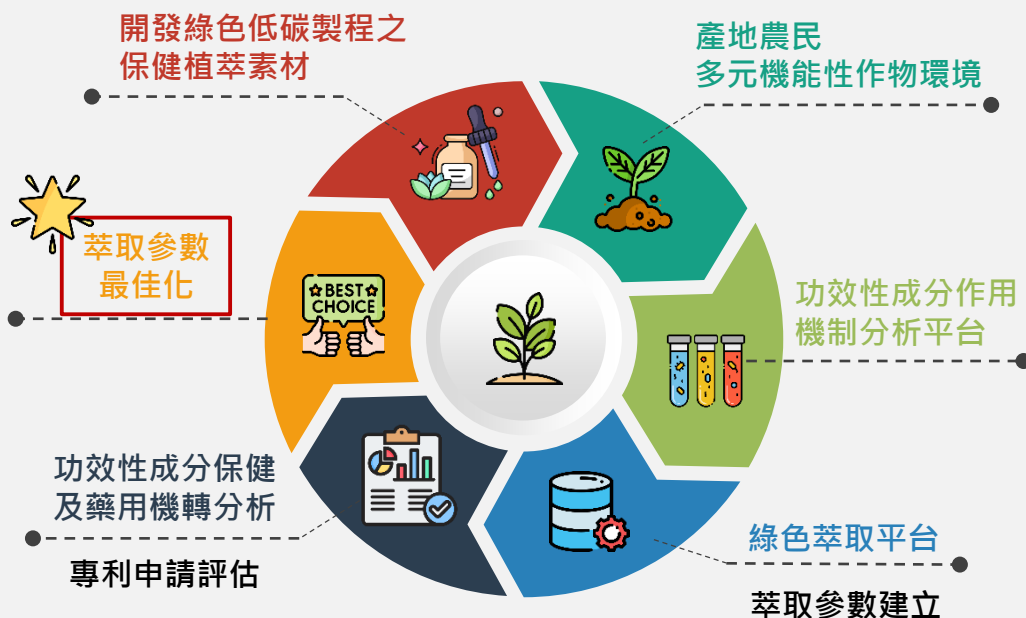 開發綠色低碳製程之
保健植萃素材
產地農民
多元機能性作物環境
萃取參數
最佳化
BEST
CHOICE
功效性成分作用
機制分析平台
功效性成分保健
及藥用機轉分析
專利申請評估
綠色萃取平台
萃取參數建立